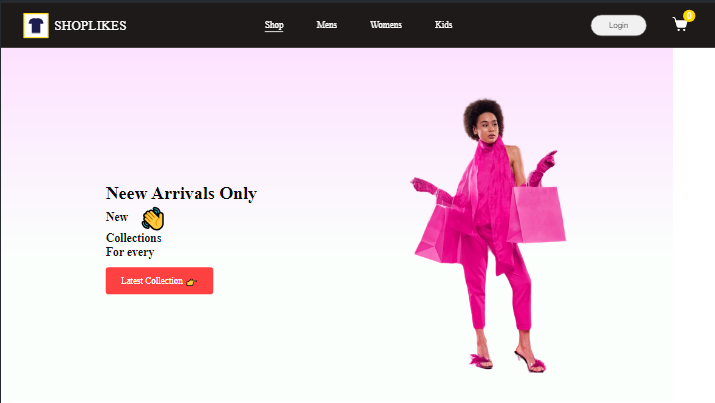 SHOPLIKES
Shop
Mens
Womens
Kids
Login
0
Neew Arrivals Only
New
Collections
For every
Latest Collection